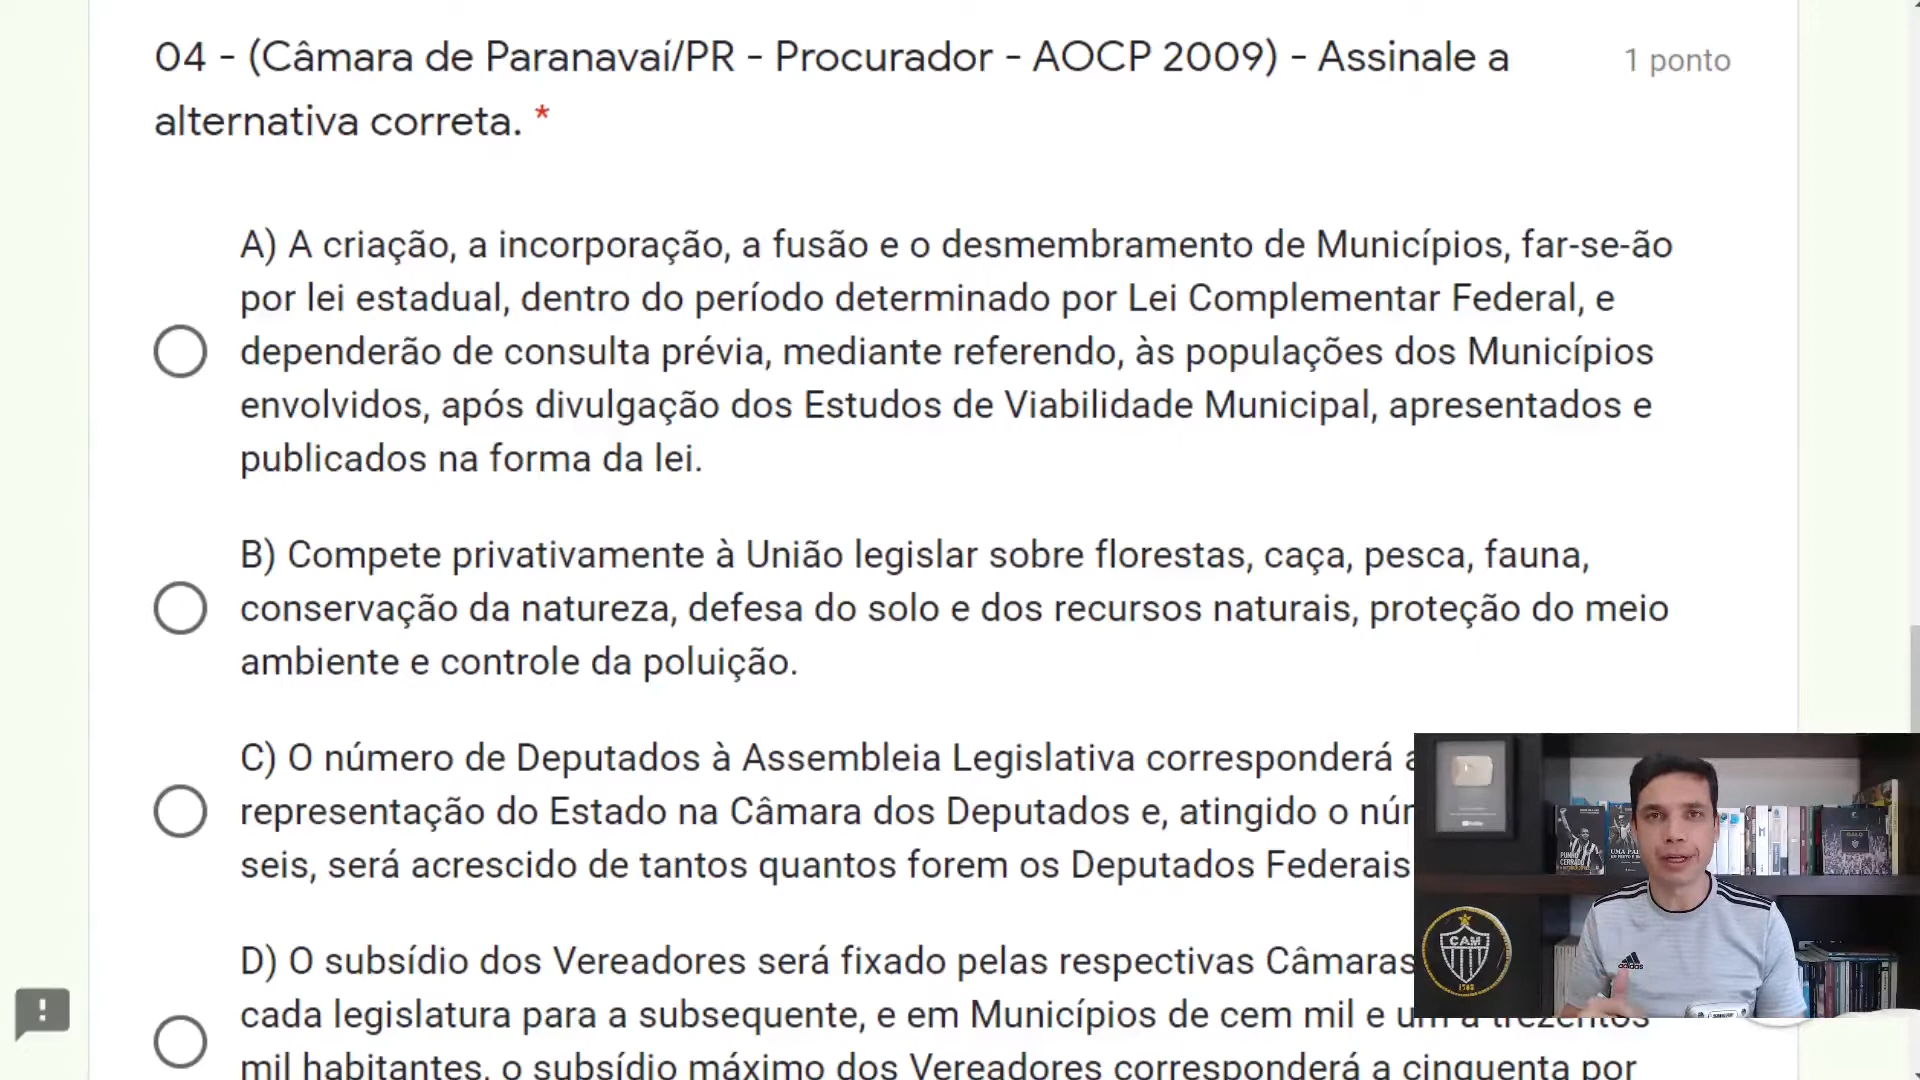 04 - (Câmara de Paranavaí/PR - Procurador - AOCP 2009) - Assinale a
alternativa correta. *
1 ponto
A) A criação, a incorporação, a fusão e o desmembramento de Municípios, far-se-ão
por lei estadual, dentro do período determinado por Lei Complementar Federal, e
dependerão de consulta prévia, mediante referendo, às populações dos Municípios
envolvidos, após divulgação dos Estudos de Viabilidade Municipal, apresentados e
publicados na forma da lei.
B) Compete privativamente à União legislar sobre florestas, caça, pesca, fauna,
conservação da natureza, defesa do solo e dos recursos naturais, proteção do meio
ambiente e controle da poluição.
C) O número de Deputados à Assembleia Legislativa corresponderá
representação do Estado na Câmara dos Deputados e, atingido o
seis, será acrescido de tantos quantos forem os Deputados Federais
D) O subsídio dos Vereadores será fixado pelas respectivas Câmaras
cada legislatura para a subsequente, e em Municípios de cem mil e um a trezentos
mil habitantes, o subsídio máximo dos Vereadores corresponderá a cinquenta por
!
PUNHO
CERRADO
CAM
adidas